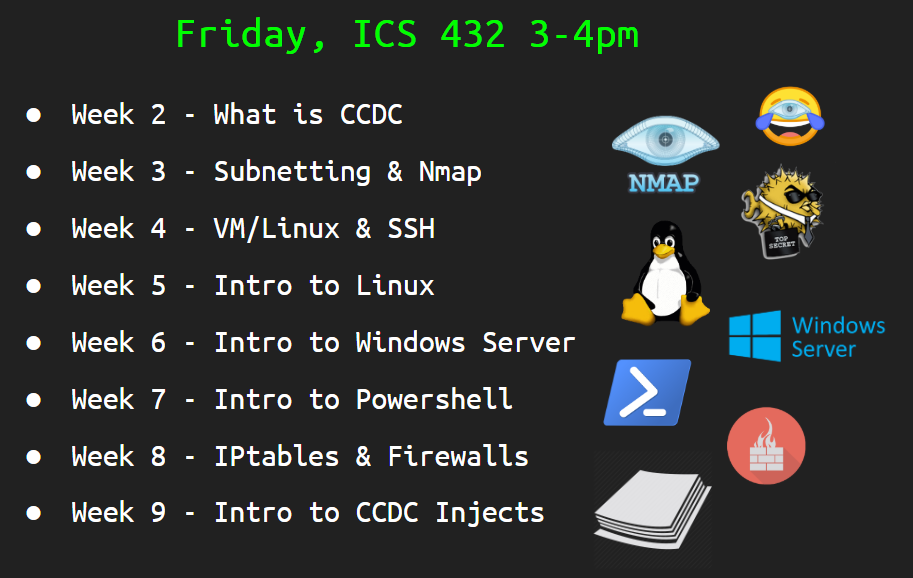 Friday, ICS 432 3-4pm
● Week 2 - What is CCDC
● Week 3 - Subnetting & Nmap
● Week 4 - VM/Linux & SSH
● Week 5 - Intro to Linux
● Week 6 - Intro to Windows Server
● Week 7 - Intro to Powershell
● Week 8 - IPtables & Firewalls
● Week 9 - Intro to CCDC Injects
NMAP
TOP
SECRET
Windows
Server